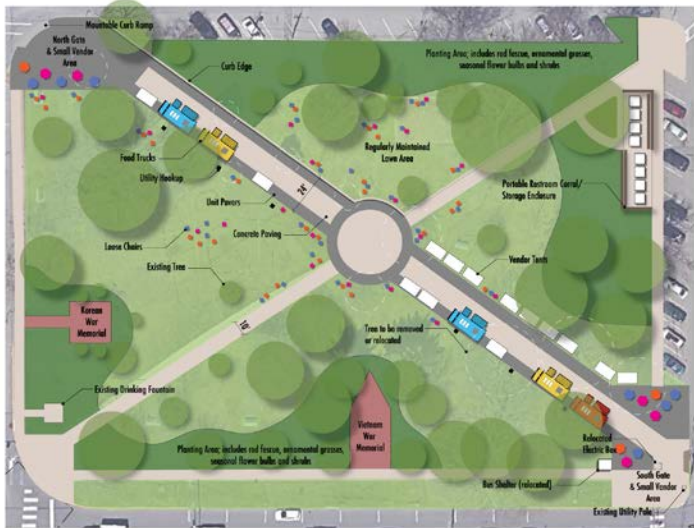 Mountable Curb Ramp
North Gate
& Small Vendor
Area
Curb Edge
Planting Area; includes red fescue, ornamental grasses,
seasonal flower bulbs and shrubs
Food Trucks
Utility Hookup
Regularly Maintained
Lawn Area
24'
Unit Pavers
Concrete Paving
Portable Restroom Corral/
Storage Enclosure
Loose Chairs
Existing Tree
Vendor Tents
Korean
War
Memorial
10'
Tree to be removed
or relocated
Existing Drinking Fountain
Vietnam
War
Memorial
Planting Area; includes red fescue, ornamental grasses,
seasonal flower bulbs and shrubs
Relocated
Electric Box
Bus Shelter (relocated)
South Gate
& Small Vendor
Area
Existing Utility Pole